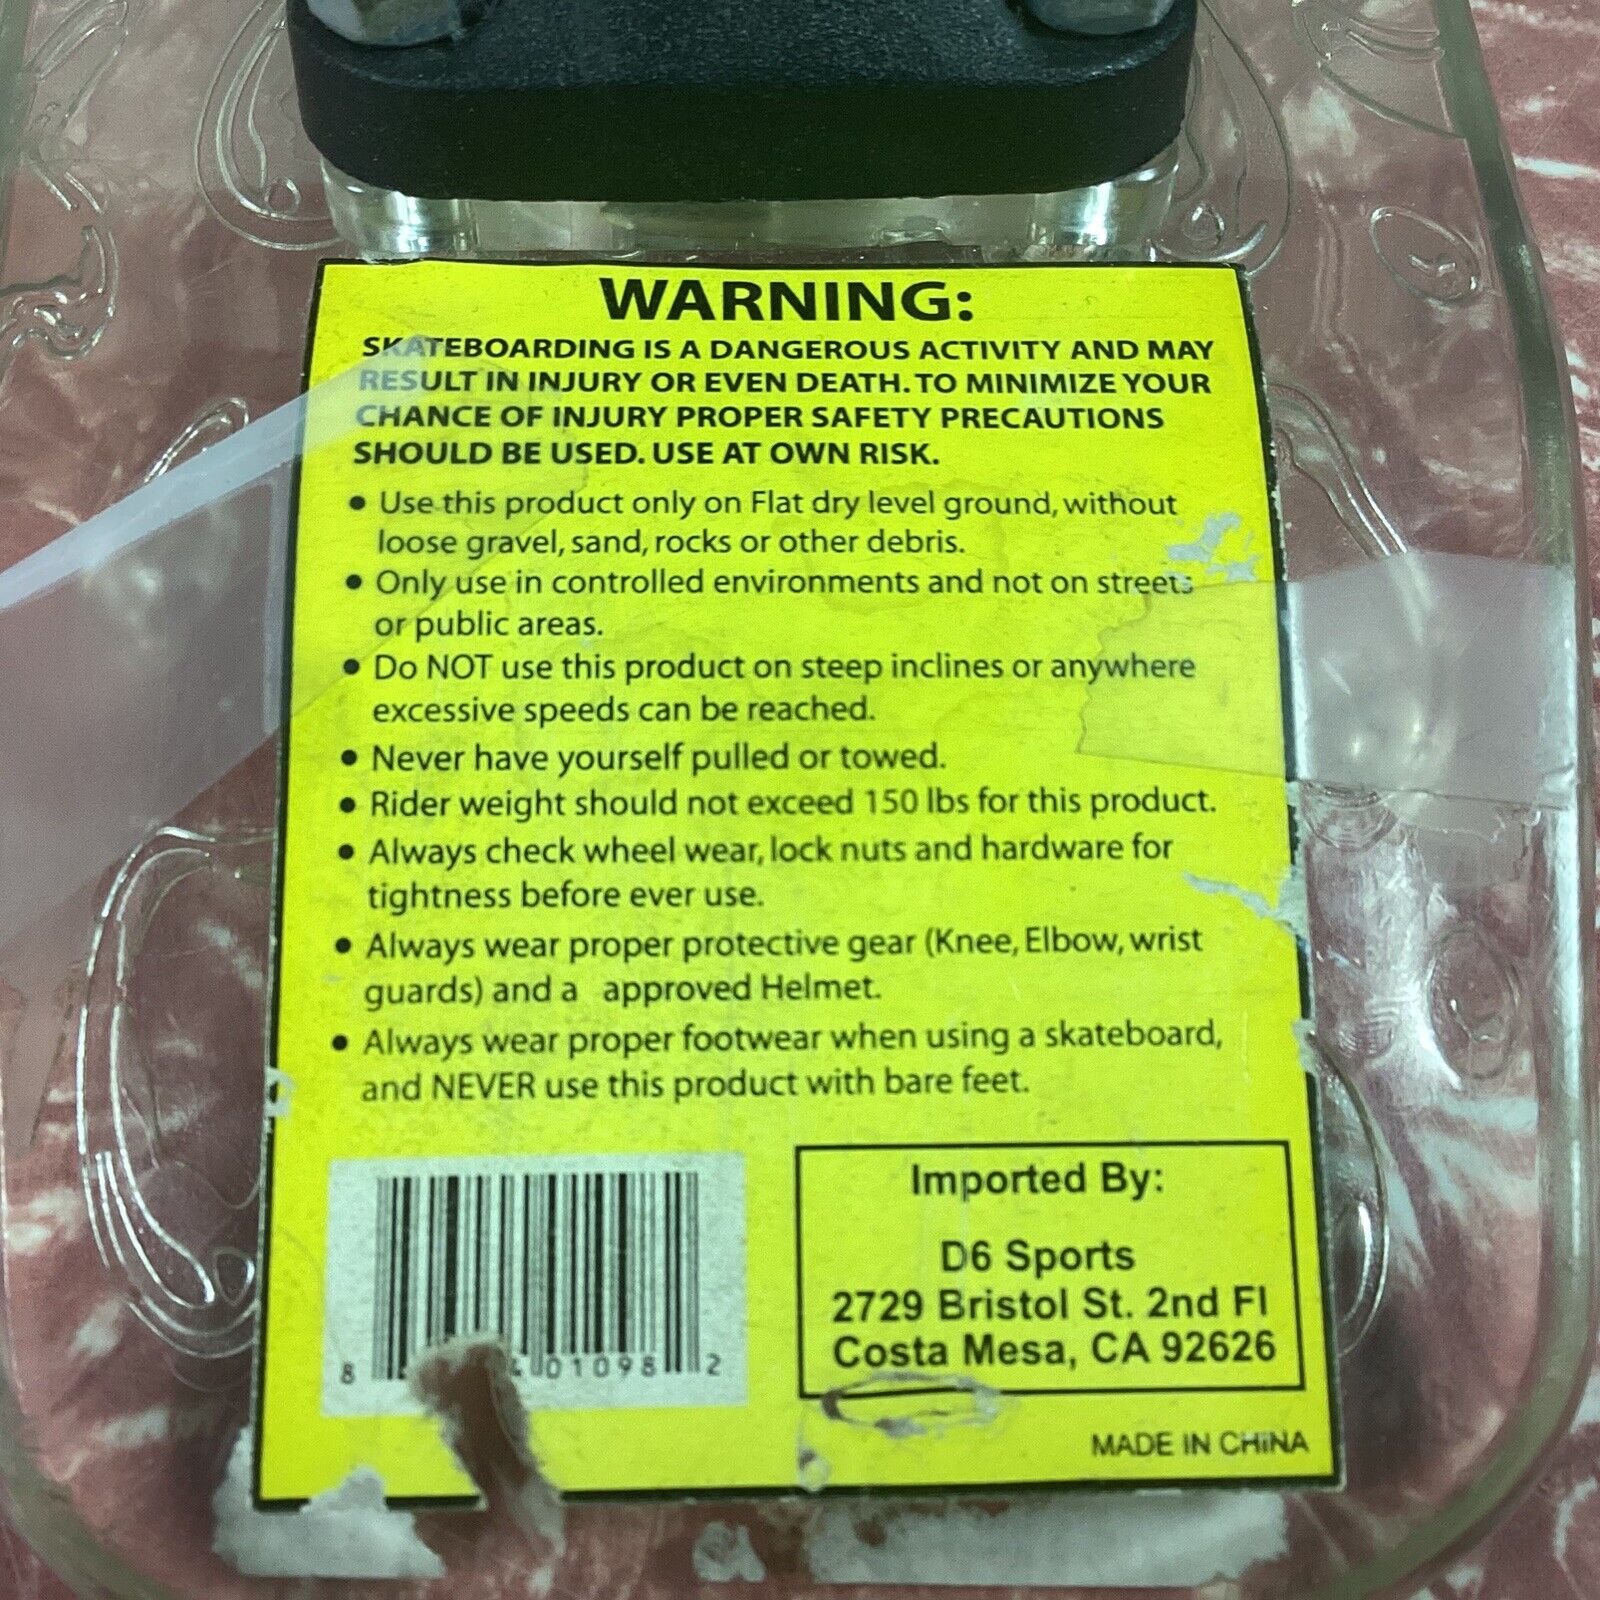 WARNING:
SKATEBOARDING IS A DANGEROUS ACTIVITY AND MAY
RESULT IN INJURY OR EVEN DEATH. TO MINIMIZE YOUR
CHANCE OF INJURY PROPER SAFETY PRECAUTIONS
SHOULD BE USED. USE AT OWN RISK.
• Use this product only on Flat dry level ground, without
loose gravel, sand, rocks or other debris.
• Only use in controlled environments and not on streets
or public areas.
• Do NOT use this product on steep inclines or anywhere
excessive speeds can be reached.
• Never have yourself pulled or towed.
• Rider weight should not exceed 150 lbs for this product.
• Always check wheel wear, lock nuts and hardware for
tightness before ever use.
• Always wear proper protective gear (Knee, Elbow, wrist
guards) and a approved Helmet.
• Always wear proper footwear when using a skateboard,
and NEVER use this product with bare feet.
8 401098 2
Imported By:
D6 Sports
2729 Bristol St. 2nd Fl
Costa Mesa, CA 92626
MADE IN CHINA